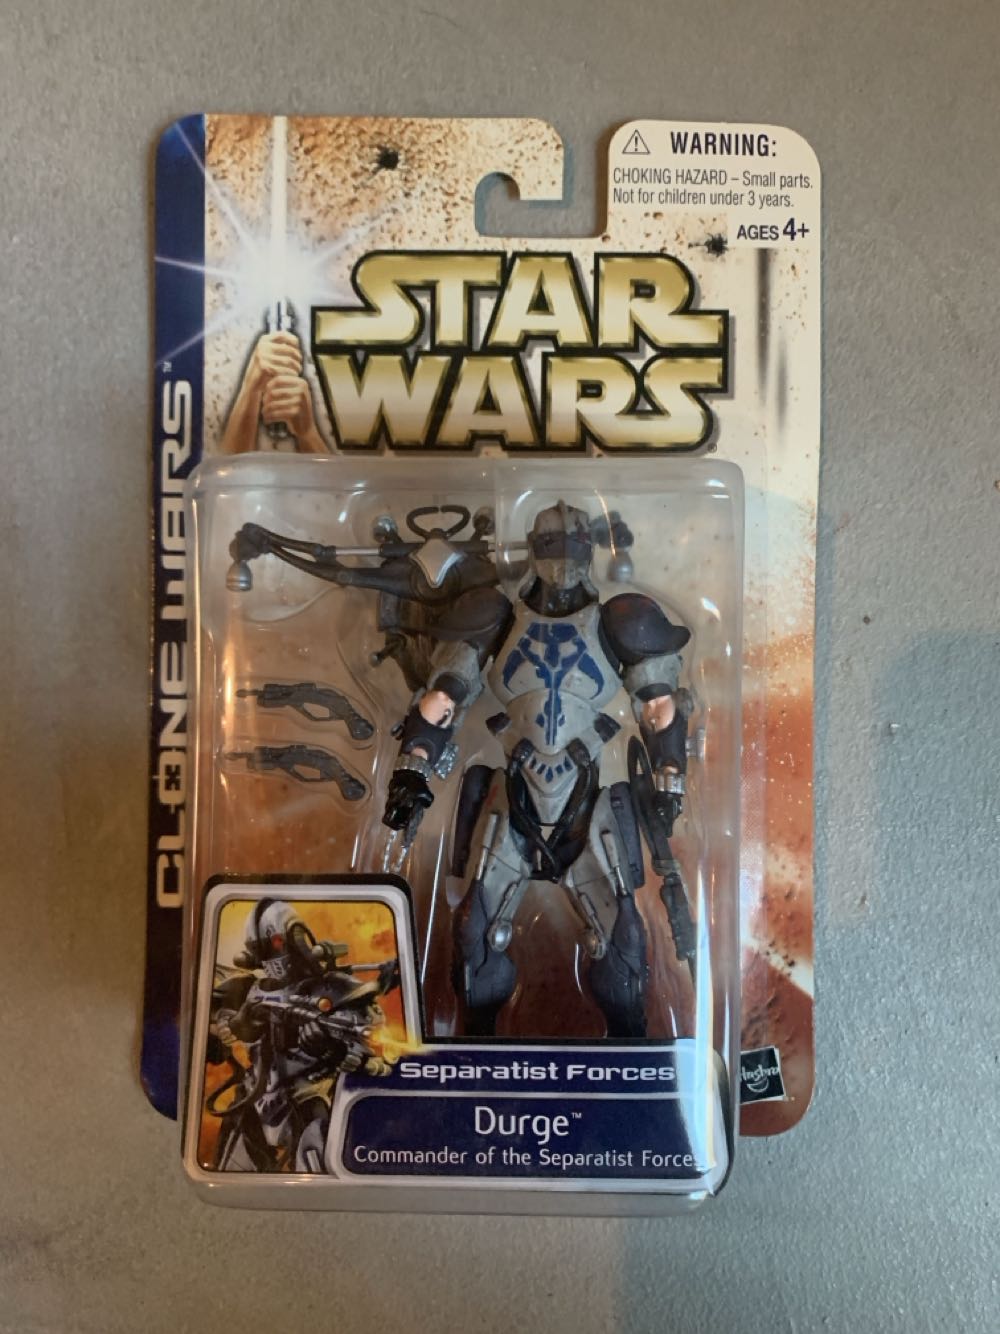 WARNING:
CHOKING HAZARD – Small parts.
Not for children under 3 years.
AGES 4+
STAR
WARS®
CLONE WARS™
Separatist Forces
Durge™
Commander of the Separatist Forces
Hasbro